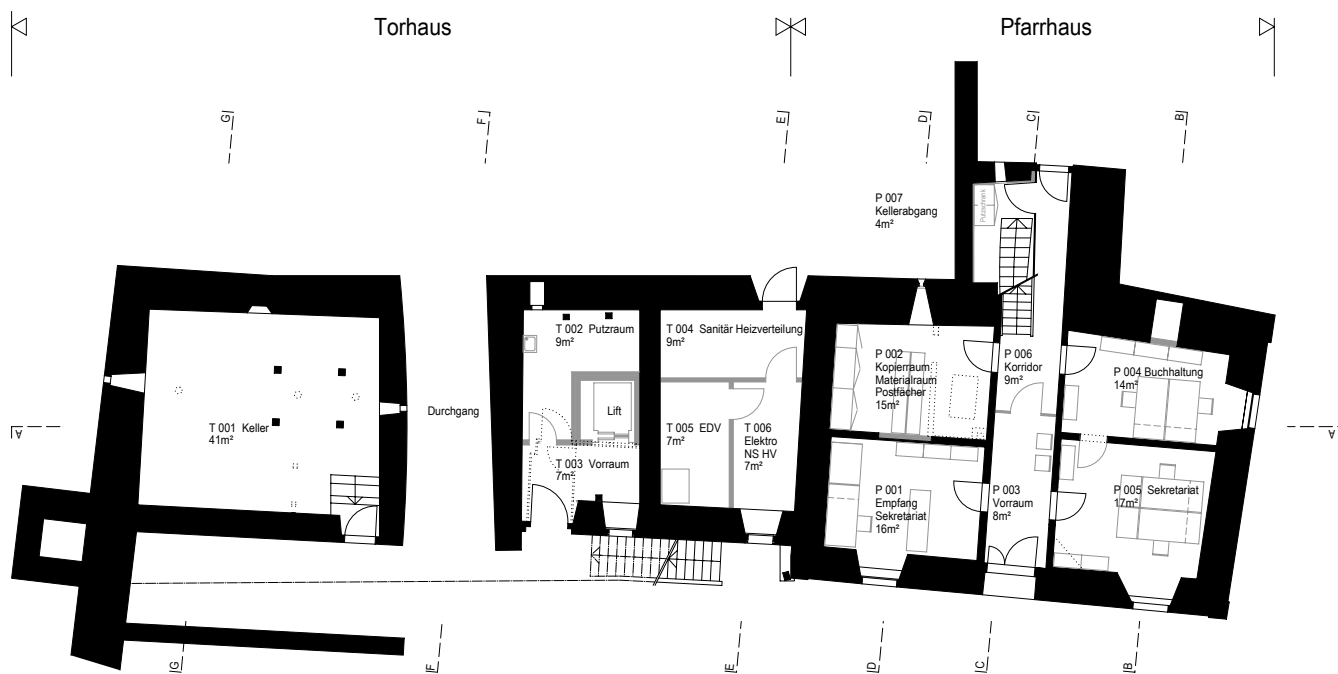 Torhaus
Pfarrhaus
G
F
E
D
C
B
P 007
Kellerabgang
4m²
Putzschrank
T 002 Putzraum
9m²
T 004 Sanitär Heizverteilung
9m²
P 002
Kopierraum
Materialraum
Postfächer
15m²
P 006
Korridor
9m²
P 004 Buchhaltung
14m²
A
T 001 Keller
41m²
Durchgang
Lift
T 005 EDV
7m²
T 006
Elektro
NS HV
7m²
A
T 003 Vorraum
7m²
P 001
Empfang
Sekretariat
16m²
P 003
Vorraum
8m²
P 005 Sekretariat
17m²
G
F
E
D
C
B